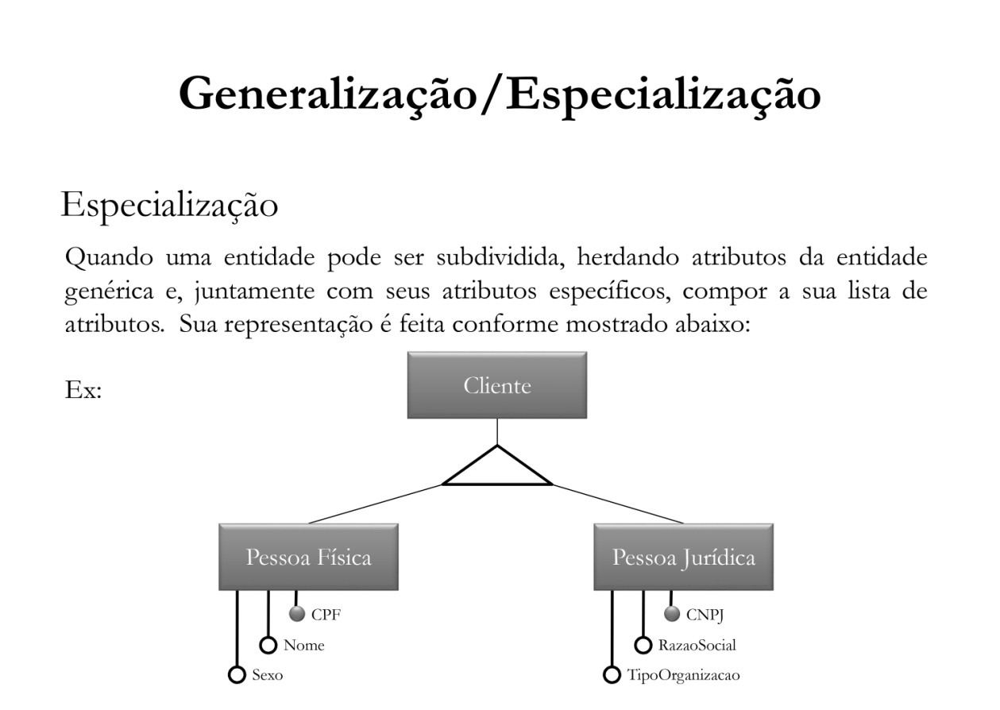 Generalização/Especialização
Especialização
Quando uma entidade pode ser subdividida, herdando atributos da entidade
genérica e, juntamente com seus atributos específicos, compor a sua lista de
atributos. Sua representação é feita conforme mostrado abaixo:
Ex:
Cliente
Pessoa Física
Pessoa Jurídica
CPF
Nome
Sexo
CNPJ
RazaoSocial
TipoOrganizacao